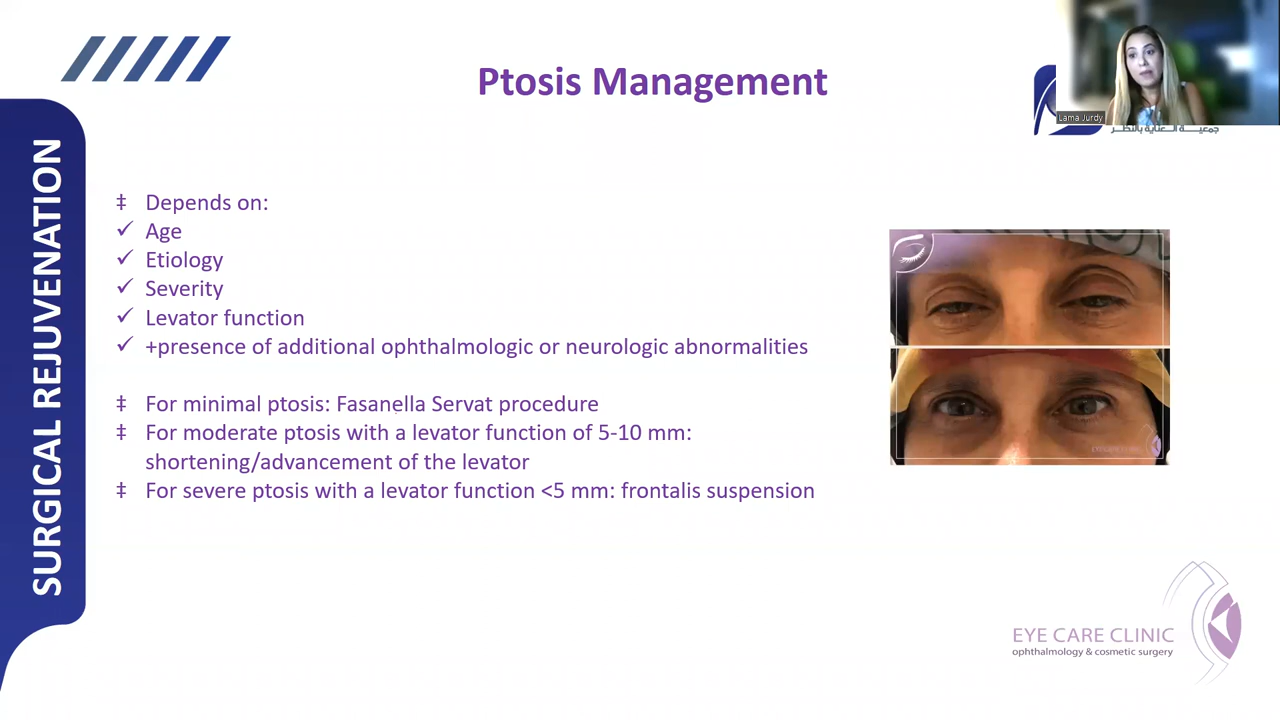 Ptosis Management
Lama Jurdy
جمعيـــة الـــعناية بالنظـــر
SURGICAL REJUVENATION
‡ Depends on:
✓ Age
✓ Etiology
✓ Severity
✓ Levator function
✓ +presence of additional ophthalmologic or neurologic abnormalities
‡ For minimal ptosis: Fasanella Servat procedure
‡ For moderate ptosis with a levator function of 5-10 mm:
shortening/advancement of the levator
‡ For severe ptosis with a levator function <5 mm: frontalis suspension
EYE CARE CLINIC
ophthalmology & cosmetic surgery